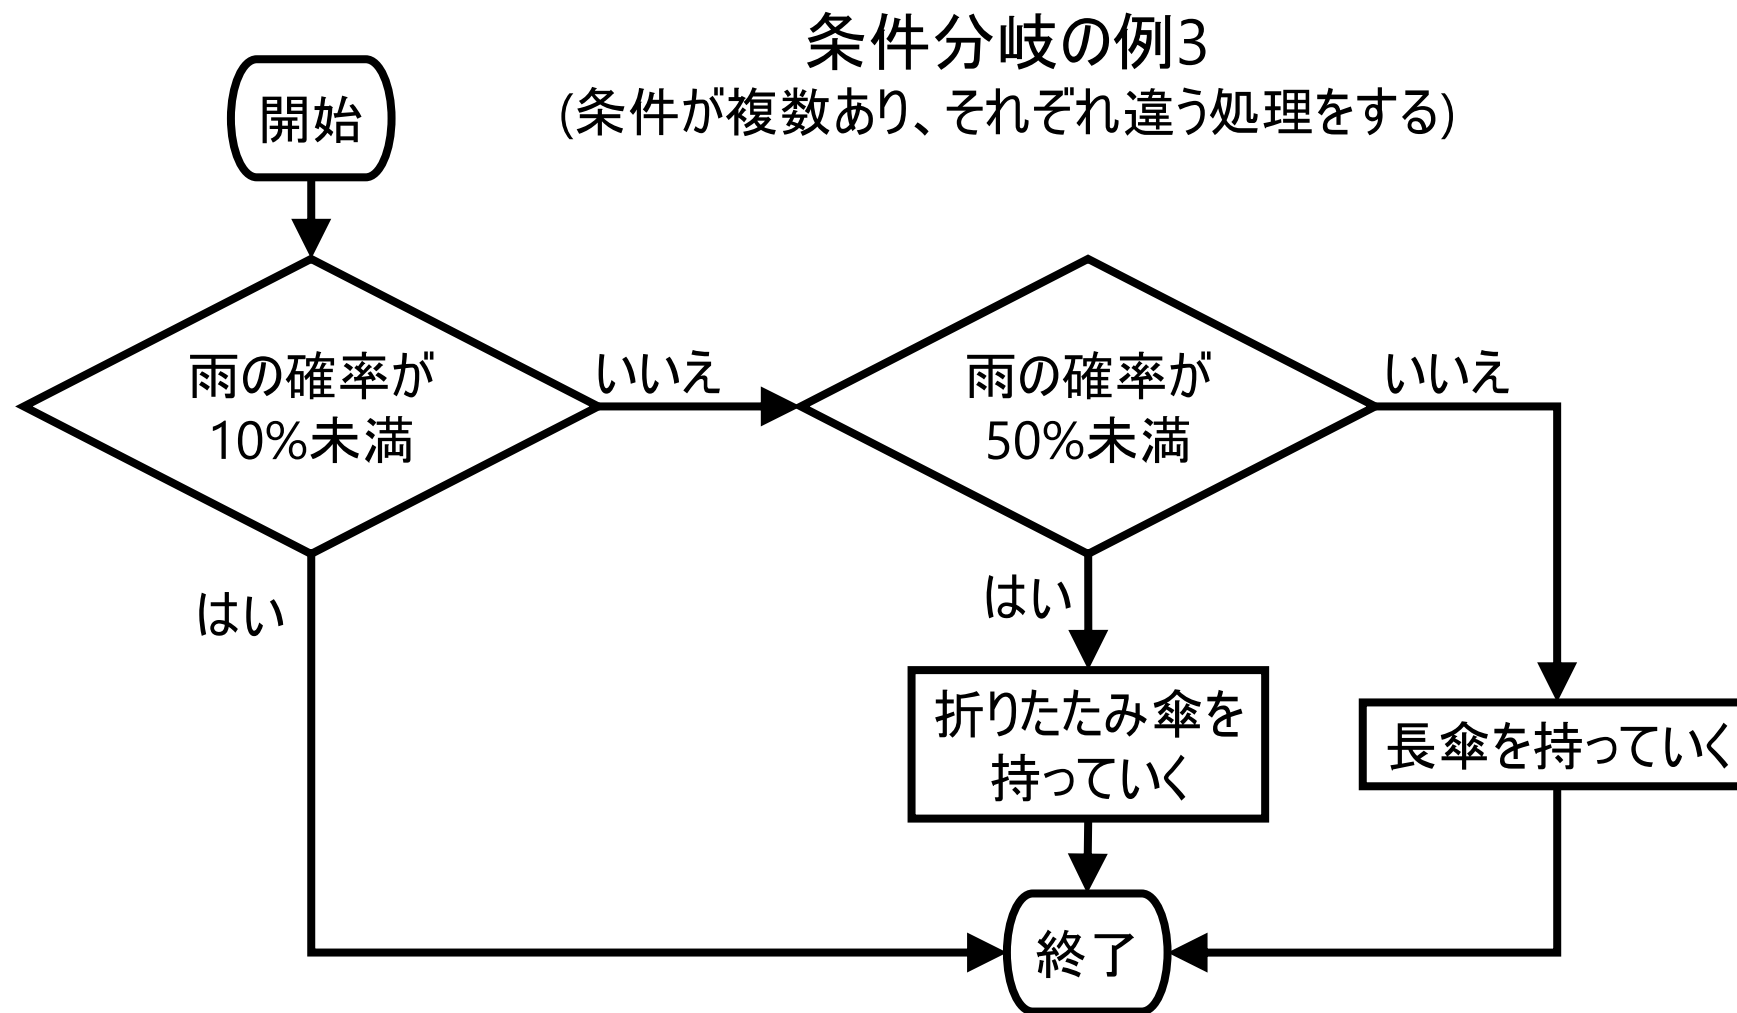 条件分岐の例3
(条件が複数あり、それぞれ違う処理をする)
開始
雨の確率が
10%未満
いいえ
雨の確率が
50%未満
いいえ
はい
はい
折りたたみ傘を
持っていく
長傘を持っていく
終了